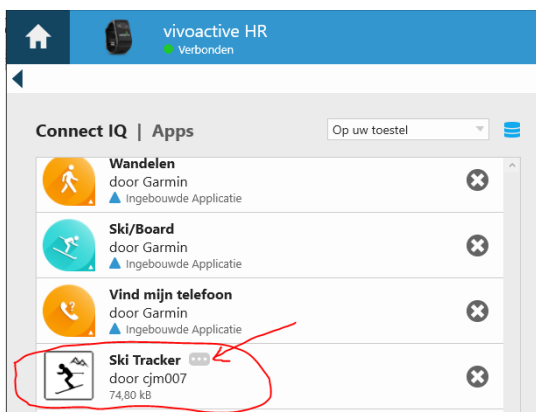 vivoactive HR
Verbonden
Connect IQ | Apps
Op uw toestel
Wandelen
door Garmin
Ingebouwde Applicatie
Ski/Board
door Garmin
Ingebouwde Applicatie
Vind mijn telefoon
door Garmin
Ingebouwde Applicatie
Ski Tracker
door cjm007
74,80 kB